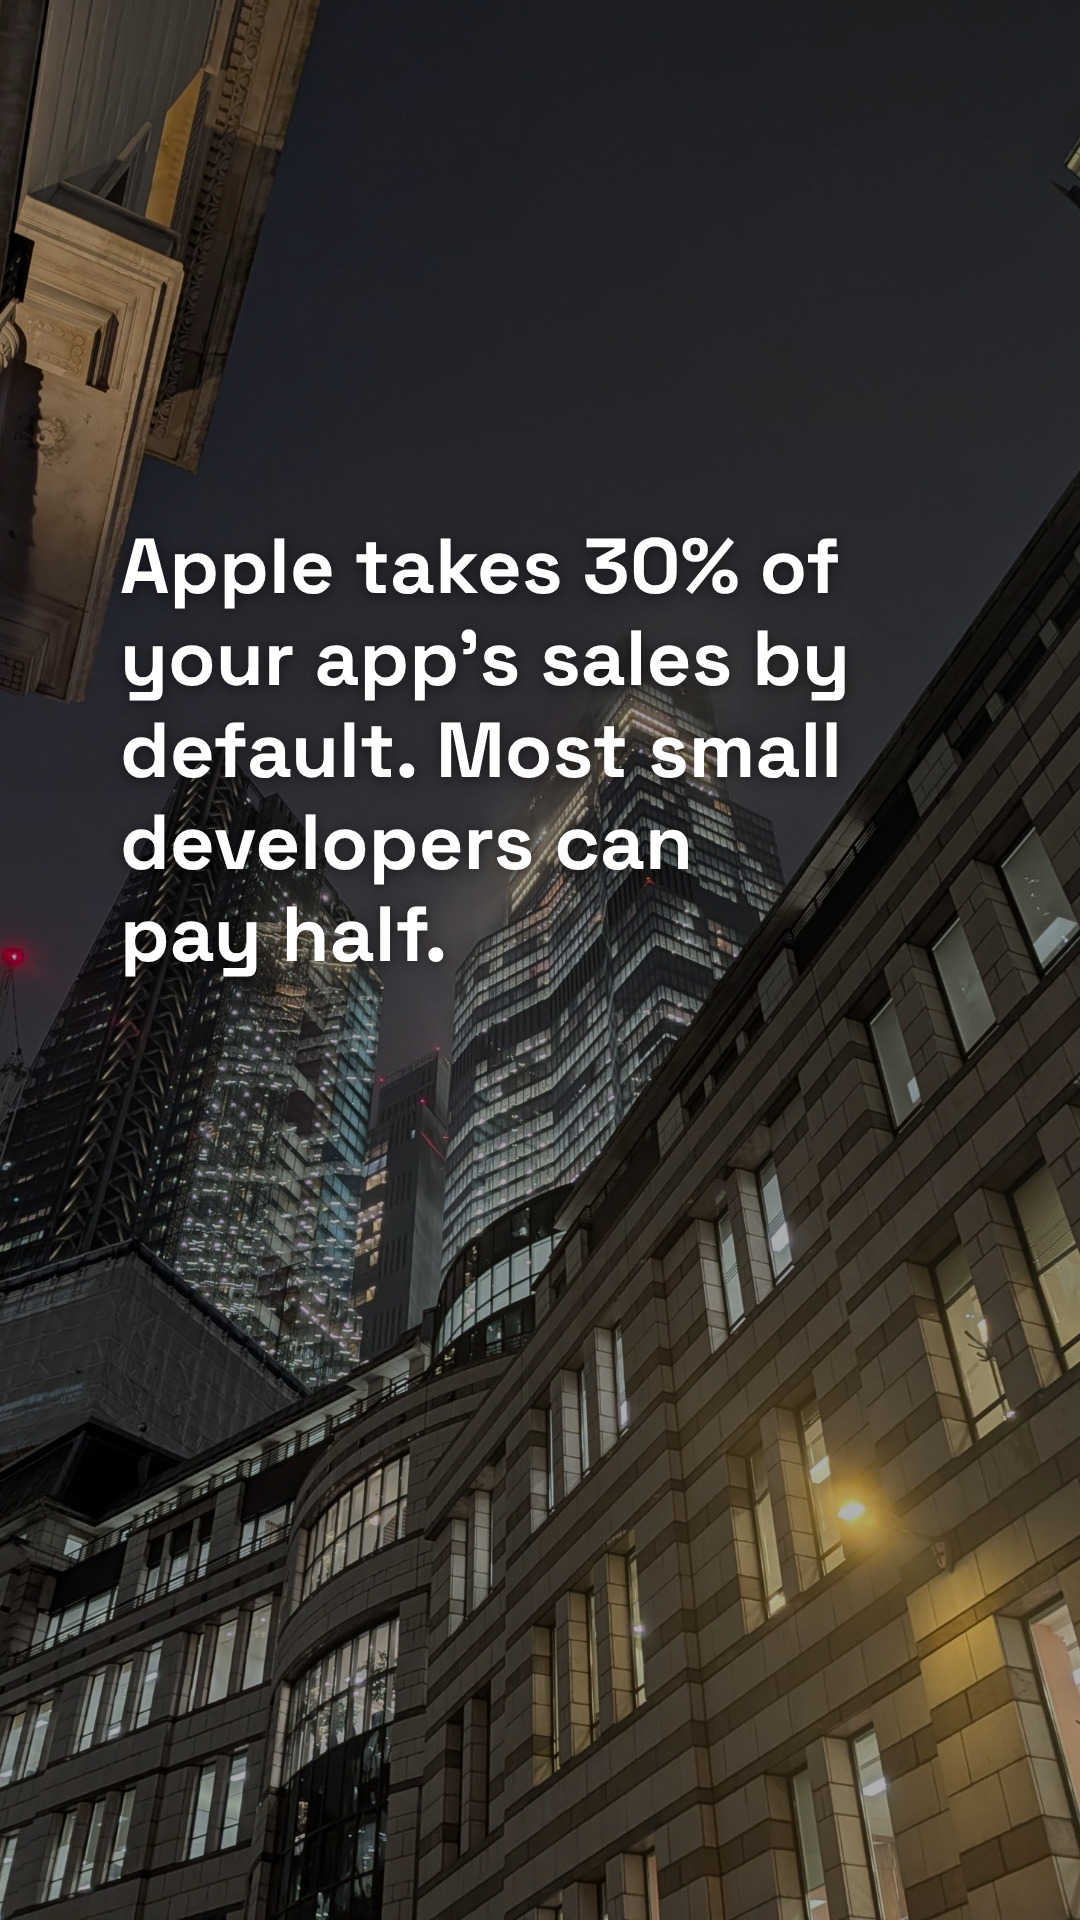 Apple takes 30% of
your app’s sales by
default. Most small
developers can
pay half.